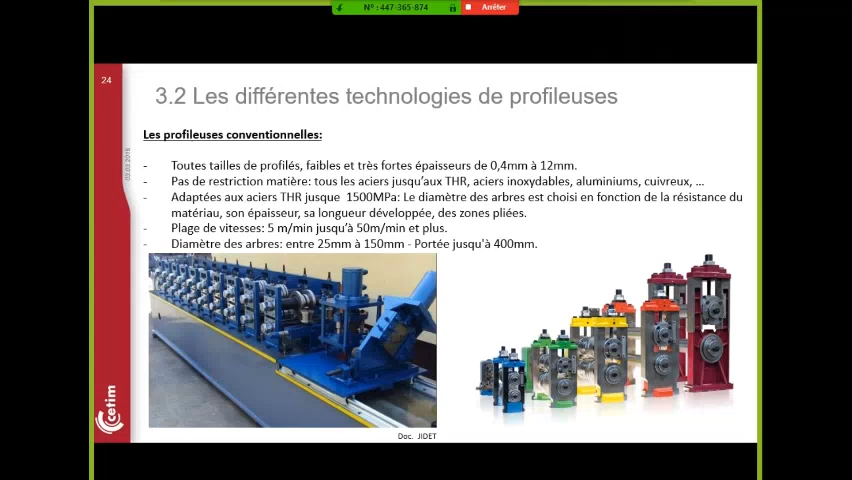 N° : 447-365-874
Arrêter
24
3.2 Les différentes technologies de profileuses
Les profileuses conventionnelles:
- Toutes tailles de profilés, faibles et très fortes épaisseurs de 0,4mm à 12mm.
- Pas de restriction matière: tous les aciers jusqu'aux THR, aciers inoxydables, aluminiums, cuivreux, ...
- Adaptées aux aciers THR jusque 1500MPa: Le diamètre des arbres est choisi en fonction de la résistance du
matériau, son épaisseur, sa longueur développée, des zones pliées.
- Plage de vitesses: 5 m/min jusqu'à 50m/min et plus.
- Diamètre des arbres: entre 25mm à 150mm - Portée jusqu'à 400mm.
cetim
Doc. JIDET